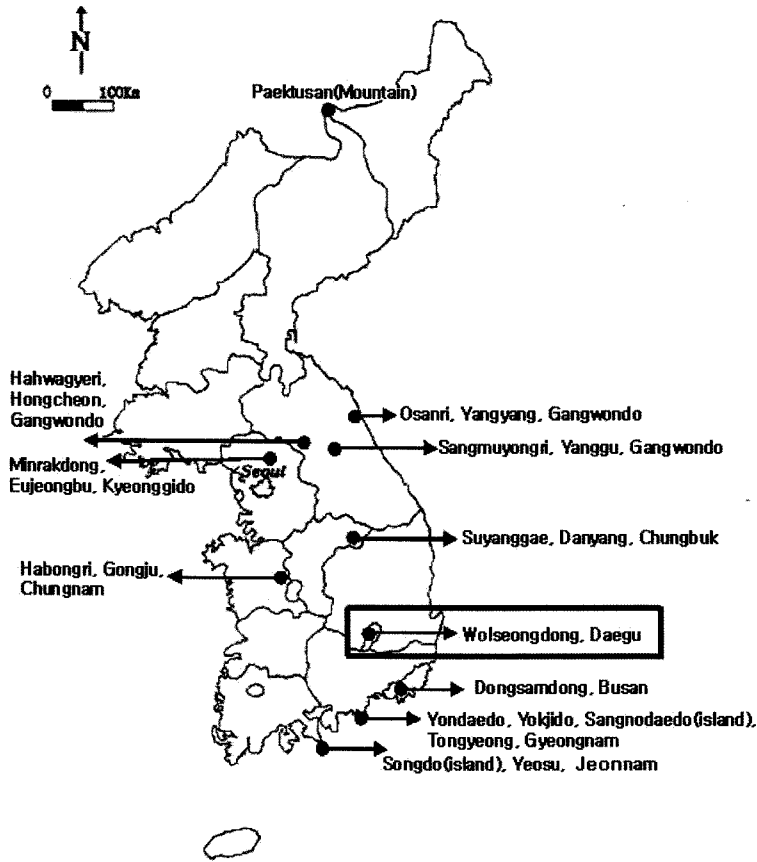 N
0 100Km
Paektusan(Mountain)
Hahwagyeri,
Hongcheon,
Gangwondo
Osanri, Yangyang, Gangwondo
Sangmuyongri, Yanggu, Gangwondo
Minrakdong,
Eujeongbu, Kyeonggido
Seoul
Suyanggae, Danyang, Chungbuk
Habongri, Gongju,
Chungnam
Wolseongdong, Daegu
Dongsamdong, Busan
Yondaedo, Yokjido, Sangnodaedo(island),
Tongyeong, Gyeongnam
Songdo(island), Yeosu, Jeonnam